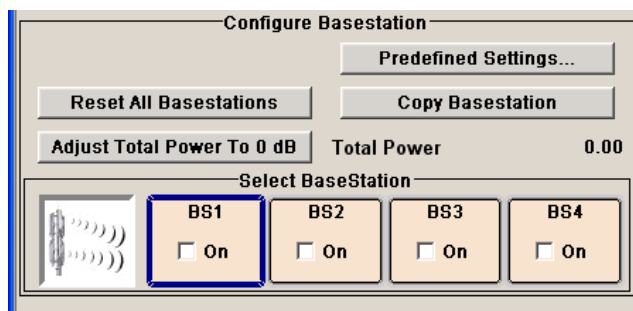 Configure Basestation
Predefined Settings...
Reset All Basestations
Copy Basestation
Adjust Total Power To 0 dB
Total Power
0.00
Select BaseStation
BS1
BS2
BS3
BS4
On
On
On
On